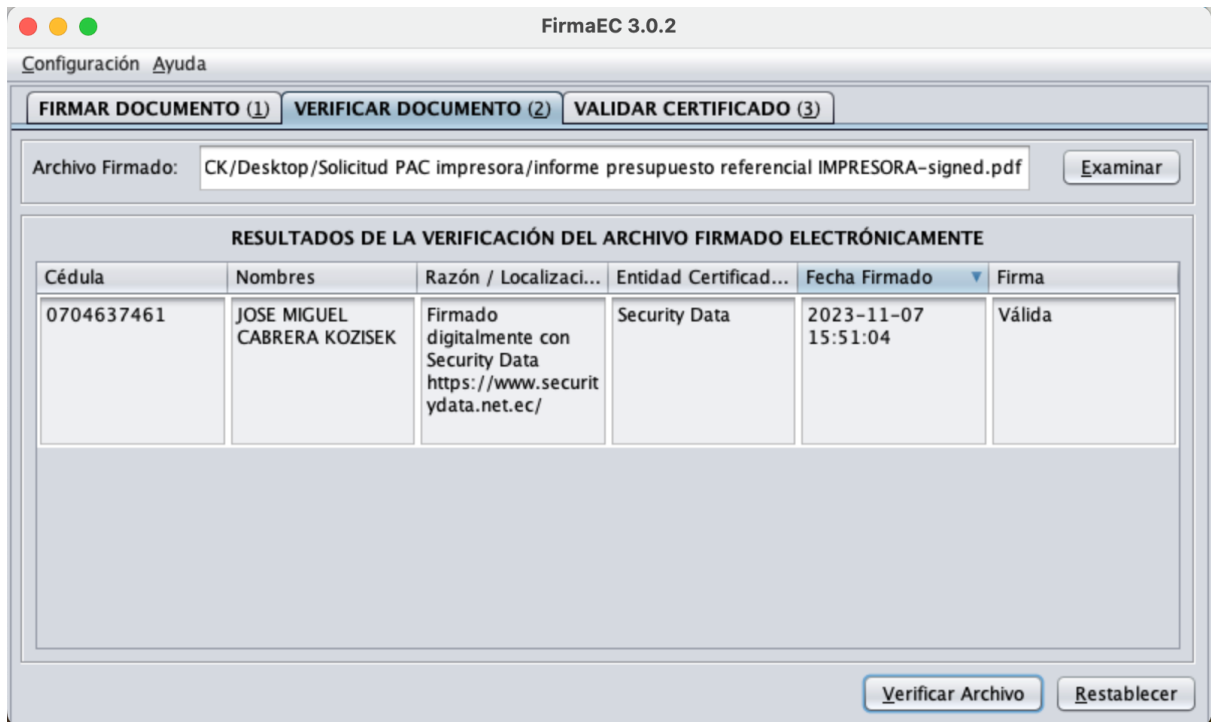 FirmaEC 3.0.2
Configuración Ayuda
FIRMAR DOCUMENTO (1) VERIFICAR DOCUMENTO (2) VALIDAR CERTIFICADO (3)
Archivo Firmado: CK/Desktop/Solicitud PAC impresora/informe presupuesto referencial IMPRESORA-signed.pdf Examinar
RESULTADOS DE LA VERIFICACIÓN DEL ARCHIVO FIRMADO ELECTRÓNICAMENTE
Cédula Nombres Razón / Localizaci... Entidad Certificad... Fecha Firmado Firma
0704637461 JOSE MIGUEL Firmado Security Data 2023-11-07 Válida
CABRERA KOZISEK digitalmente con 15:51:04
Security Data
https://www.securit
ydata.net.ec/
Verificar Archivo Restablecer